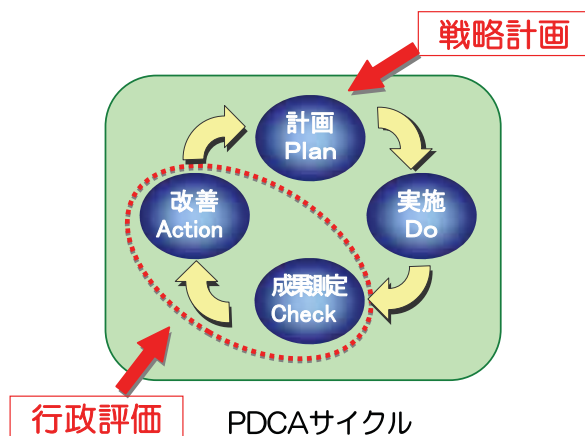 戦略計画
計画
Plan
改善
Action
実施
Do
成果測定
Check
行政評価
PDCAサイクル